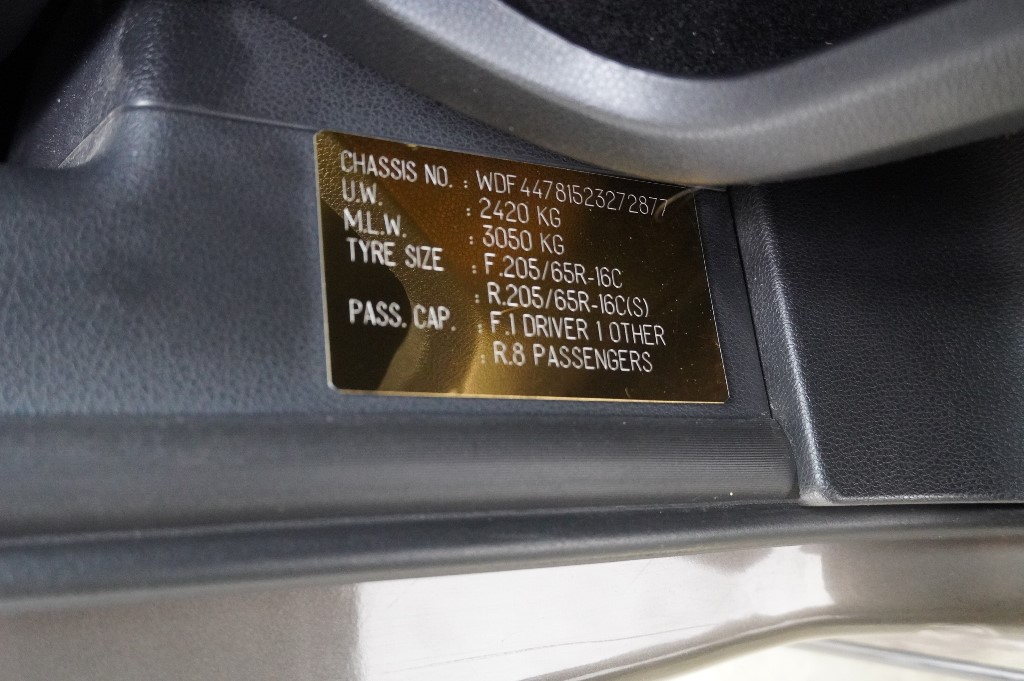 CHASSIS NO. : WDF44781523272877
U.W. : 2420 KG
M.L.W. : 3050 KG
TYRE SIZE : F.205/65R-16C
: R.205/65R-16C(S)
PASS. CAP. : F.1 DRIVER 1 OTHER
: R.8 PASSENGERS